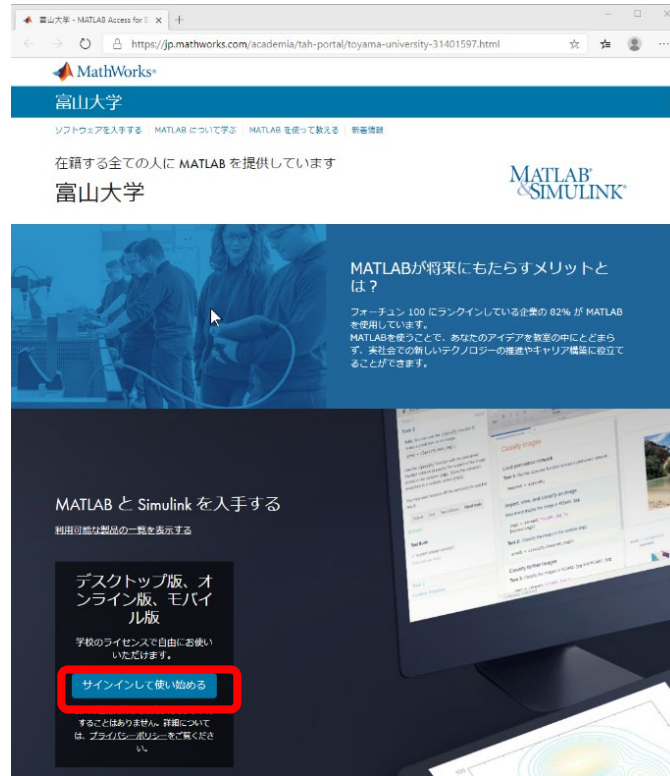 富山大学 - MATLAB Access for
https://jp.mathworks.com/academia/tah-portal/toyama-university-31401597.html
MathWorks®
富山大学
ソフトウェアを入手する
MATLAB について学ぶ
MATLAB を使って教える
新着情報
在籍する全ての人に MATLAB を提供しています
富山大学
MATLAB®
&SIMULINK®
MATLABが将来にもたらすメリットと
は？
フォーチュン 100 にランクインしている企業の 82% が MATLAB
を使用しています。
MATLABを使うことで、あなたのアイデアを教室の中にとどまら
ず、実社会での新しいテクノロジーの推進やキャリア構築に役立て
ることができます。
MATLAB と Simulink を入手する
利用可能な製品の一覧を表示する
デスクトップ版、オ
ンライン版、モバイ
ル版
学校のライセンスで自由にお使い
いただけます。
サインインして使い始める
することはありません。詳細について
は、プライバシーポリシーをご覧くださ
い。
Classify Images